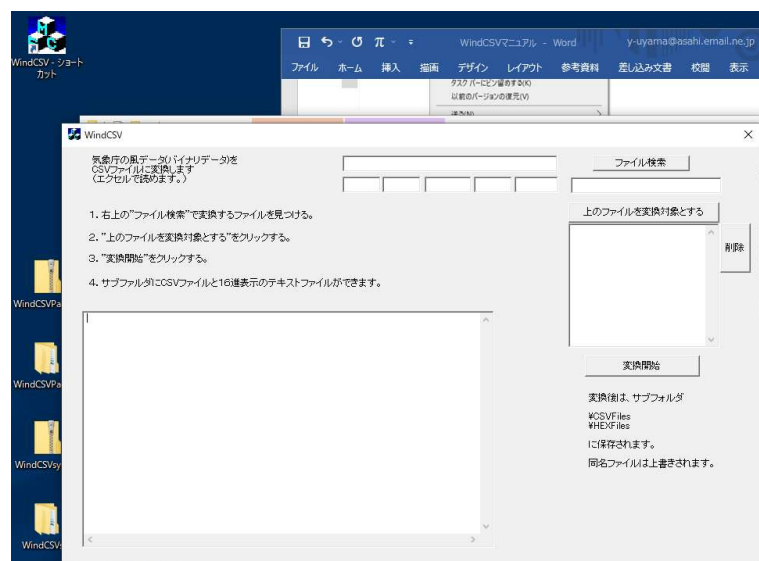 WindCSV - ショート
カット
WindCSVマニュアル - Word
y-uyama@asahi.email.ne.jp
ファイル ホーム 挿入 描画 デザイン レイアウト 参考資料 差し込み文書 校閲 表示
タスク バーにピン留めする(K)
以前のバージョンの復元(V)
WindCSV
気象庁の風データ(バイナリデータ)を
CSVファイルに変換します
(エクセルで読めます。)
ファイル検索
1. 右上の"ファイル検索"で変換するファイルを見つける。
上のファイルを変換対象とする
2. "上のファイルを変換対象とする"をクリックする。
削除
3. "変換開始"をクリックする。
4. サブファルダにCSVファイルと16進表示のテキストファイルができます。
WindCSVPa
変換開始
WindCSVPa
変換後は、サブフォルダ
¥CSVFiles
¥HEXFiles
に保存されます。
同名ファイルは上書きされます。
WindCSVsy
WindCSVs